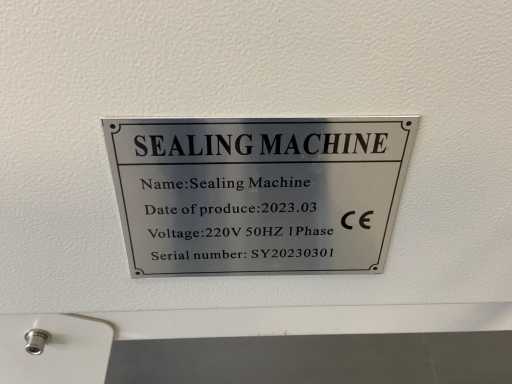 SEALING MACHINE
Name:Sealing Machine
Date of produce:2023.03
Voltage:220V 50HZ 1Phase
CE
Serial number: SY20230301